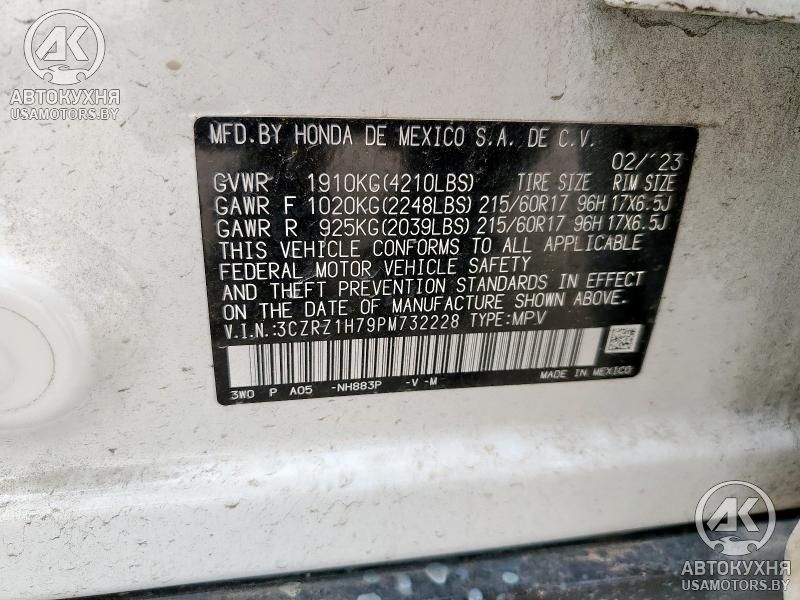 AK
АВТОКУХНЯ
USAMOTORS.BY
MFD.BY HONDA DE MEXICO S.A. DE C.V.
02/'23
GVWR 1910KG(4210LBS) TIRE SIZE RIM SIZE
GAWR F 1020KG(2248LBS) 215/60R17 96H 17X6.5J
GAWR R 925KG(2039LBS) 215/60R17 96H 17X6.5J
THIS VEHICLE CONFORMS TO ALL APPLICABLE
FEDERAL MOTOR VEHICLE SAFETY
AND THEFT PREVENTION STANDARDS IN EFFECT
ON THE DATE OF MANUFACTURE SHOWN ABOVE.
V.I.N.:3CZRZ1H79PM732228 TYPE:MPV
3W0 P A05 -NH883P -V -M MADE IN MEXICO
AK
АВТОКУХНЯ
USAMOTORS.BY